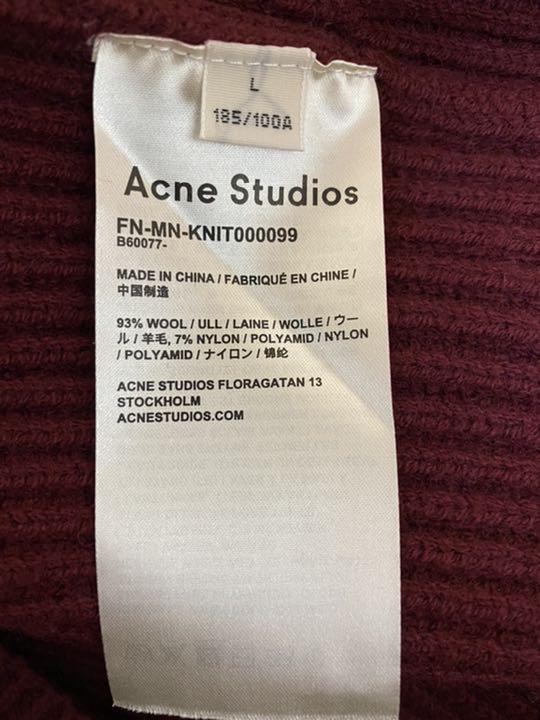 L
185/100A
Acne Studios
FN-MN-KNIT000099
B60077-
MADE IN CHINA / FABRIQUÉ EN CHINE /
中国制造
93% WOOL / ULL / LAINE / WOLLE / ウー
ル / 羊毛, 7% NYLON / POLYAMID / NYLON
/ POLYAMID / ナイロン / 锦纶
ACNE STUDIOS FLORAGATAN 13
STOCKHOLM
ACNESTUDIOS.COM